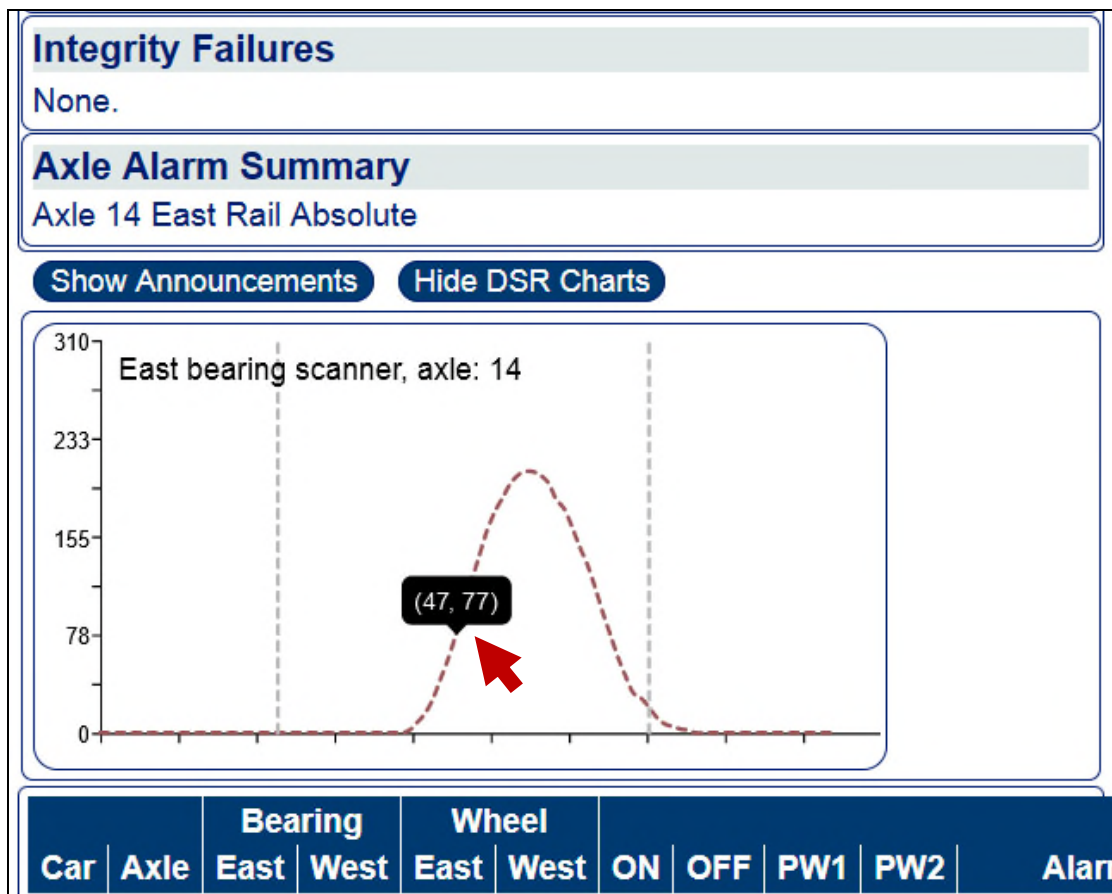 Integrity Failures
None.
Axle Alarm Summary
Axle 14 East Rail Absolute
Show Announcements Hide DSR Charts
310
East bearing scanner, axle: 14
233
155
(47, 77)
78
0
Bearing Wheel
Car Axle East West East West ON OFF PW1 PW2 Alarm